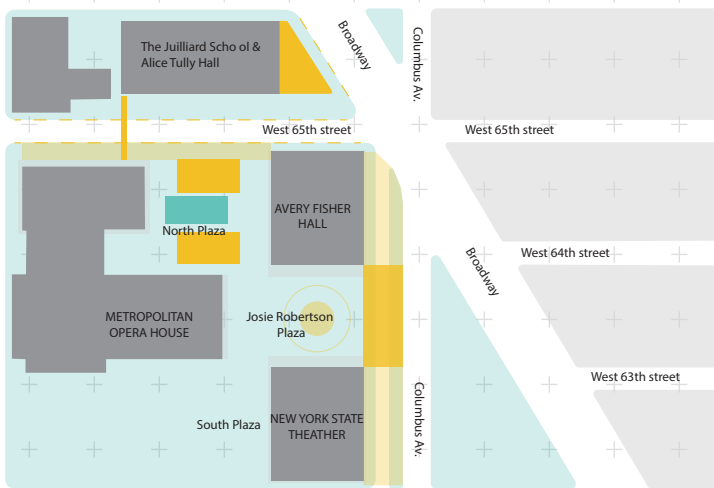 The Juilliard Scho ol &
Alice Tully Hall
Broadway
Columbus Av.
West 65th street
West 65th street
AVERY FISHER
HALL
North Plaza
West 64th street
Broadway
METROPOLITAN
OPERA HOUSE
Josie Robertson
Plaza
West 63th street
Columbus Av.
South Plaza
NEW YORK STATE
THEATHER